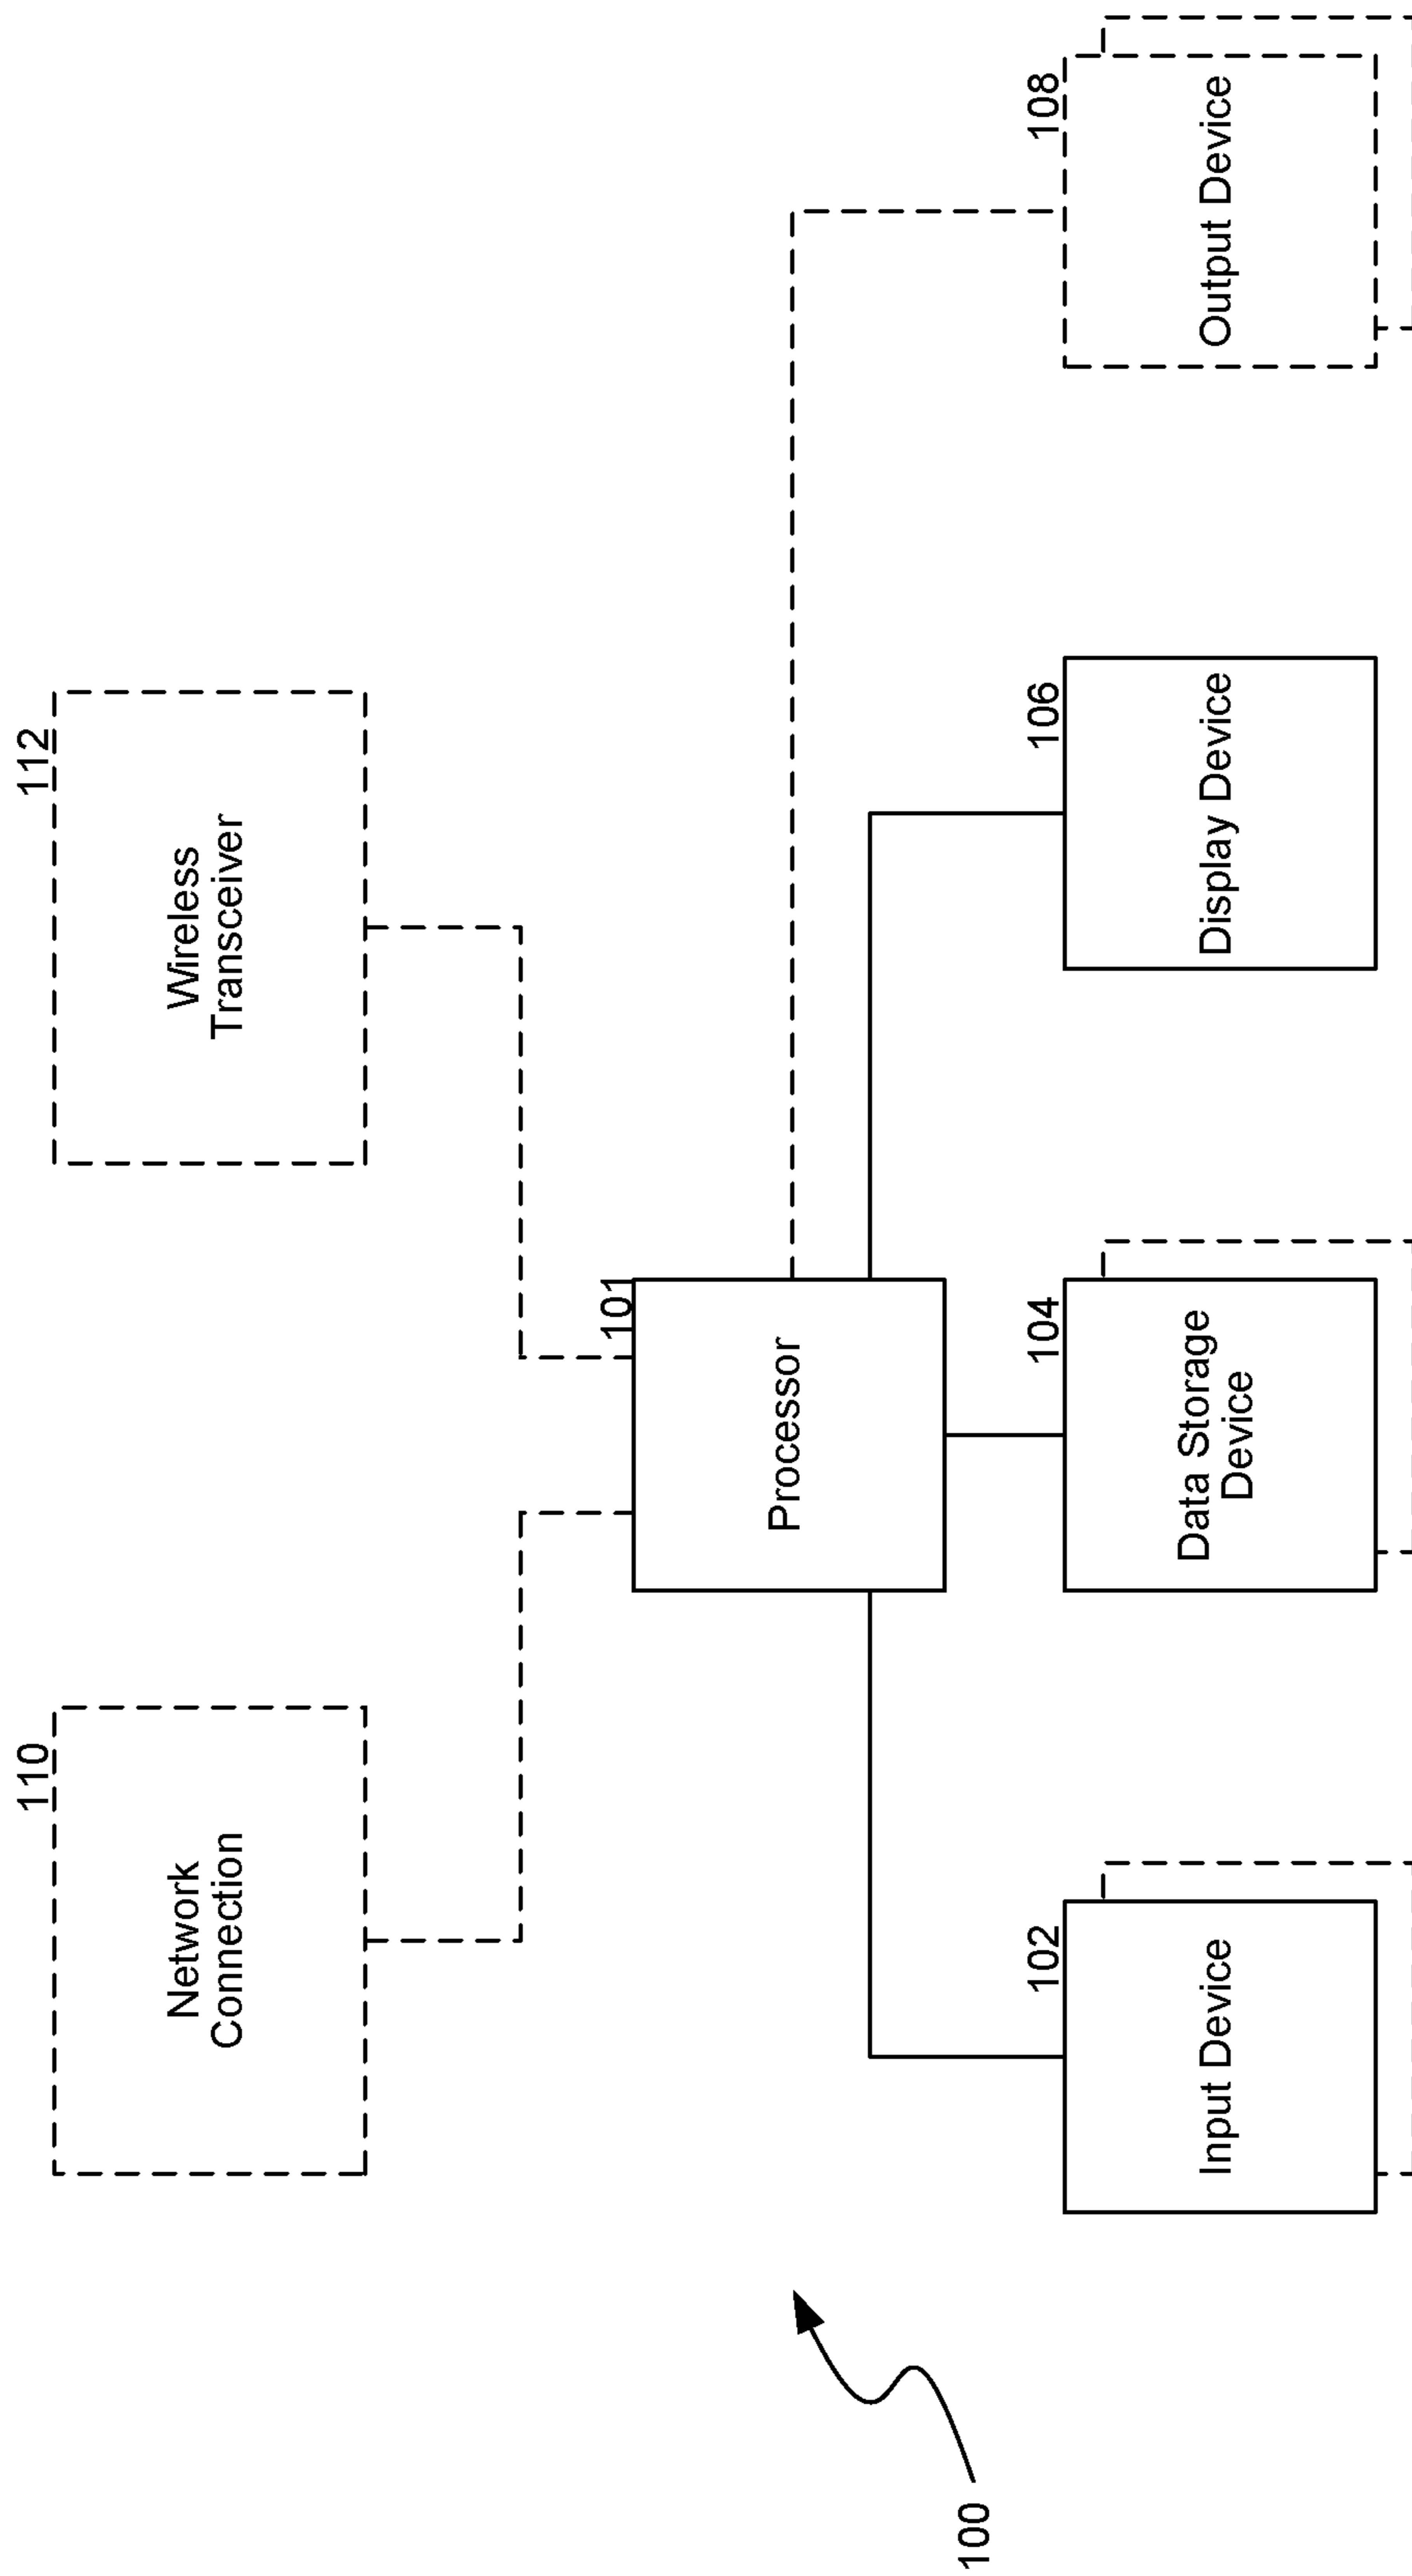 110
Network
Connection
112
Wireless
Transceiver
101
Processor
102
Input Device
104
Data Storage
Device
106
Display Device
108
Output Device
100